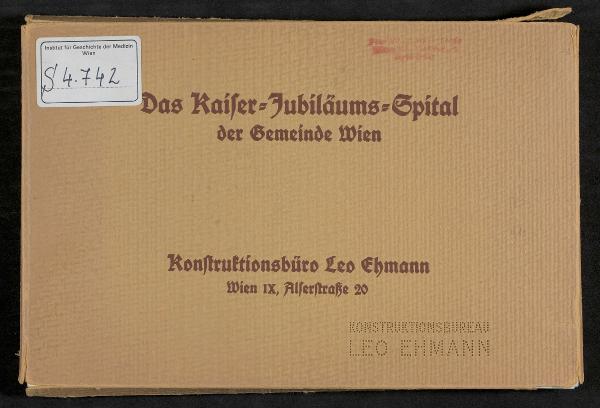 Institut für Geschichte der Medizin
Wien
S 4.742
Das Kaiser-Jubiläums-Spital
der Gemeinde Wien
Konstruktionsbüro Leo Ehmann
Wien IX, Alserstraße 20
KONSTRUKTIONSBUREAU
LEO EHMANN